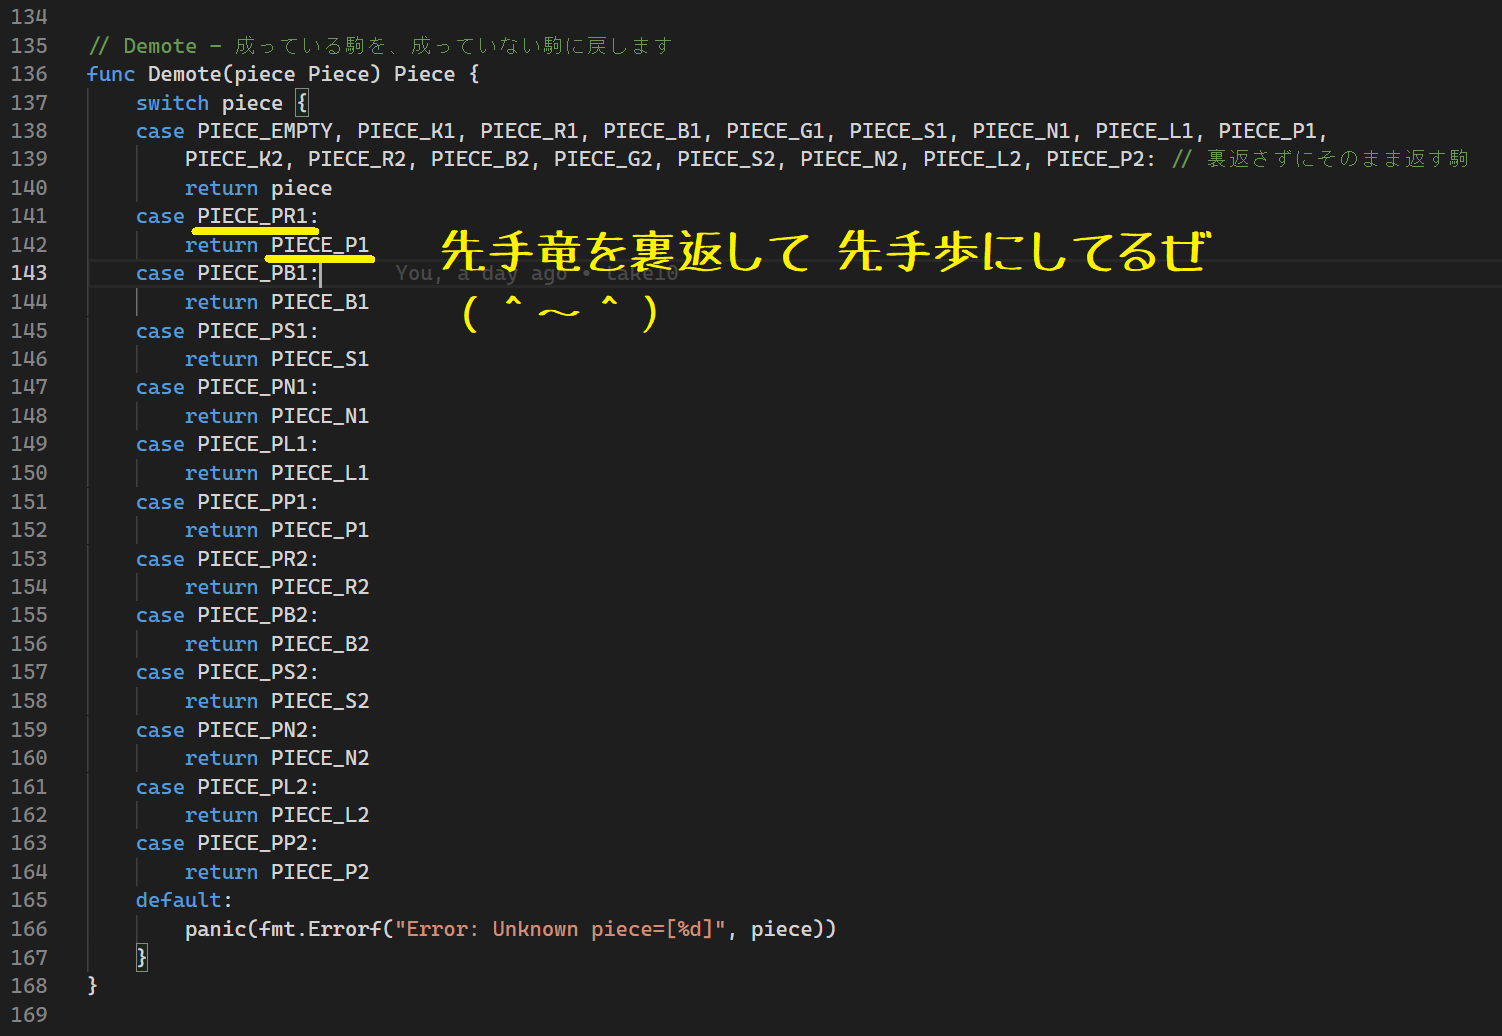 134
135 // Demote - 成っている駒を、成っていない駒に戻します
136 func Demote(piece Piece) Piece {
137 switch piece {
138 case PIECE_EMPTY, PIECE_K1, PIECE_R1, PIECE_B1, PIECE_G1, PIECE_S1, PIECE_N1, PIECE_L1, PIECE_P1,
139 PIECE_K2, PIECE_R2, PIECE_B2, PIECE_G2, PIECE_S2, PIECE_N2, PIECE_L2, PIECE_P2: // 裏返さずにそのまま返す駒
140 return piece
141 case PIECE_PR1:
142 return PIECE_P1
先手竜を裏返して 先手歩にしてるぜ
143 case PIECE_PB1: You, a day ago • take10
144 return PIECE_B1
(＾～＾)
145 case PIECE_PS1:
146 return PIECE_S1
147 case PIECE_PN1:
148 return PIECE_N1
149 case PIECE_PL1:
150 return PIECE_L1
151 case PIECE_PP1:
152 return PIECE_P1
153 case PIECE_PR2:
154 return PIECE_R2
155 case PIECE_PB2:
156 return PIECE_B2
157 case PIECE_PS2:
158 return PIECE_S2
159 case PIECE_PN2:
160 return PIECE_N2
161 case PIECE_PL2:
162 return PIECE_L2
163 case PIECE_PP2:
164 return PIECE_P2
165 default:
166 panic(fmt.Errorf("Error: Unknown piece=[%d]", piece))
167 }
168 }
169